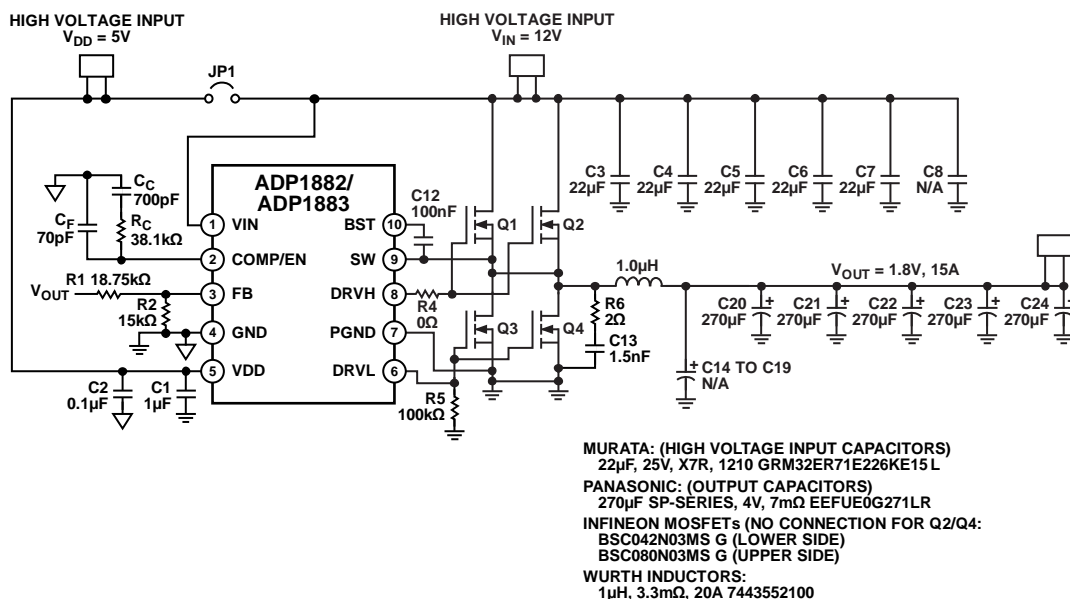 HIGH VOLTAGE INPUT
V_DD = 5V
HIGH VOLTAGE INPUT
V_IN = 12V
JP1
C_C
700pF
C_F
70pF
R_C
38.1kΩ
R1 18.75kΩ
V_OUT
R2
15kΩ
C2
0.1µF
C1
1µF
ADP1882/
ADP1883
1 VIN
2 COMP/EN
3 FB
4 GND
5 VDD
BST 10
SW 9
DRVH 8
PGND 7
DRVL 6
C12
100nF
R4
0Ω
R5
100kΩ
Q1
Q2
Q3
Q4
C3
22µF
C4
22µF
C5
22µF
C6
22µF
C7
22µF
C8
N/A
1.0µH
R6
2Ω
C13
1.5nF
V_OUT = 1.8V, 15A
C20
270µF
C21
270µF
C22
270µF
C23
270µF
C24
270µF
+
+
+
+
+
+
C14 TO C19
N/A
MURATA: (HIGH VOLTAGE INPUT CAPACITORS)
22µF, 25V, X7R, 1210 GRM32ER71E226KE15 L
PANASONIC: (OUTPUT CAPACITORS)
270µF SP-SERIES, 4V, 7mΩ EEFUE0G271LR
INFINEON MOSFETs (NO CONNECTION FOR Q2/Q4:
BSC042N03MS G (LOWER SIDE)
BSC080N03MS G (UPPER SIDE)
WURTH INDUCTORS:
1µH, 3.3mΩ, 20A 7443552100